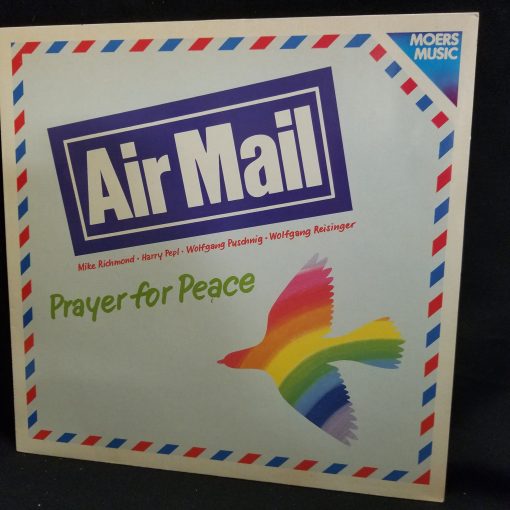 MOERS
MUSIC
Air Mail
Mike Richmond · Harry Pepl · Wolfgang Puschnig · Wolfgang Reisinger
Prayer for Peace